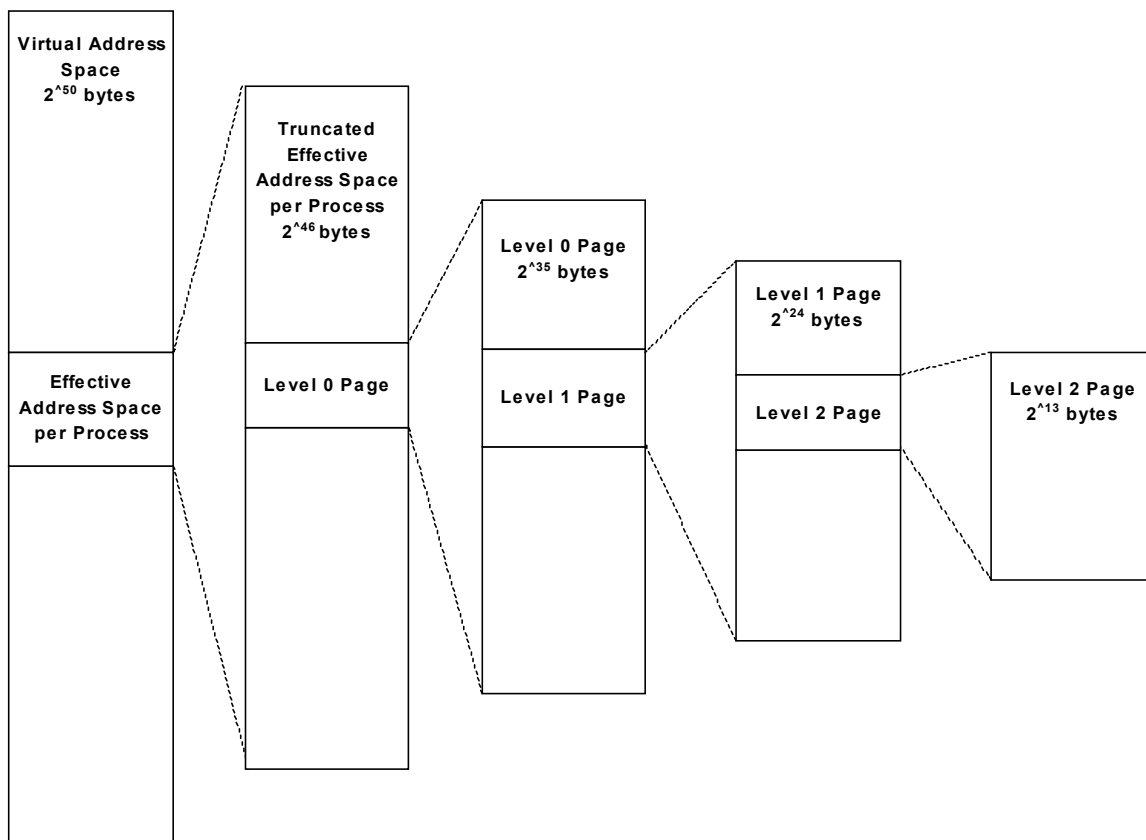 Virtual Address
Space
2^50 bytes
Effective
Address Space
per Process
Truncated
Effective
Address Space
per Process
2^46 bytes
Level 0 Page
Level 0 Page
2^35 bytes
Level 1 Page
Level 1 Page
2^24 bytes
Level 2 Page
Level 2 Page
2^13 bytes